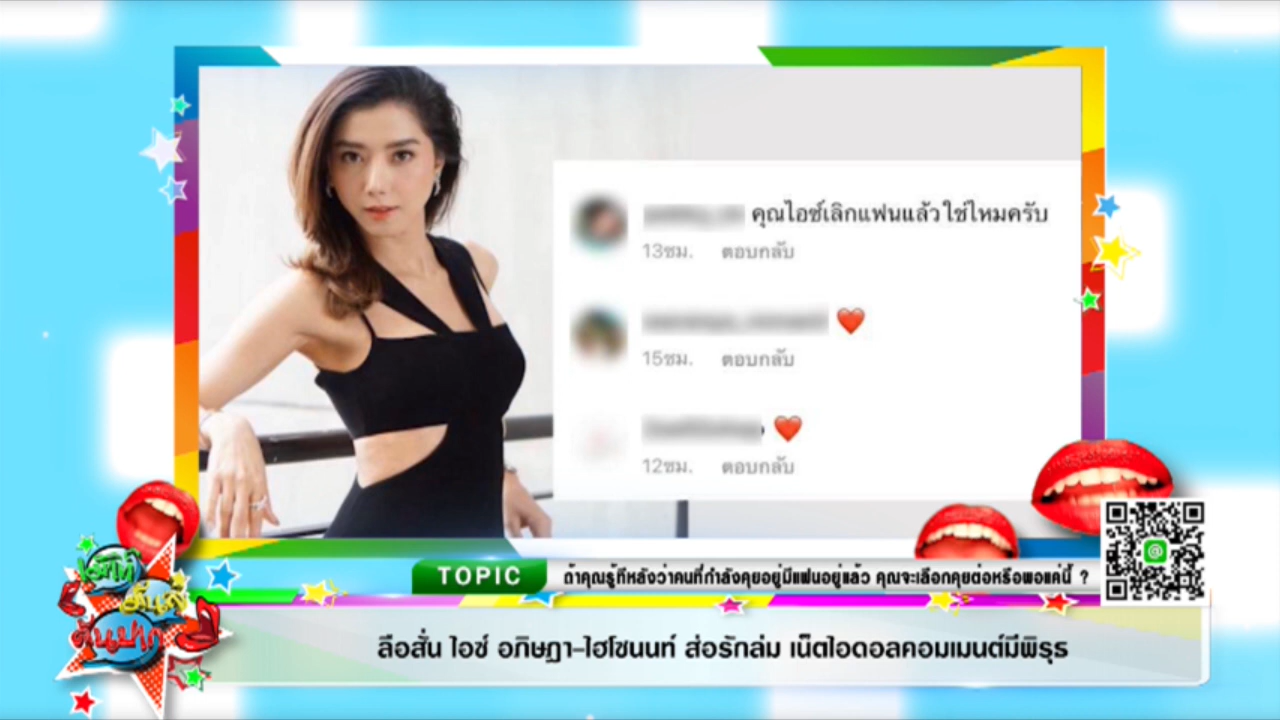 คุณไอซ์เลิกแฟนแล้วใช่ไหมครับ
13ชม. ตอบกลับ
❤️
15ชม. ตอบกลับ
❤️
12ชม. ตอบกลับ
TOPIC ถ้าคุณรู้ทีหลังว่าคนที่กำลังคุยอยู่มีแฟนอยู่แล้ว คุณจะเลือกคุยต่อหรือพอแค่นี้ ?
ลือสั่น ไอซ์ อภิษฎา-ไฮโซนนท์ ส่อรักล่ม เน็ตไอดอลคอมเมนต์มีพิรุธ
คันปาก